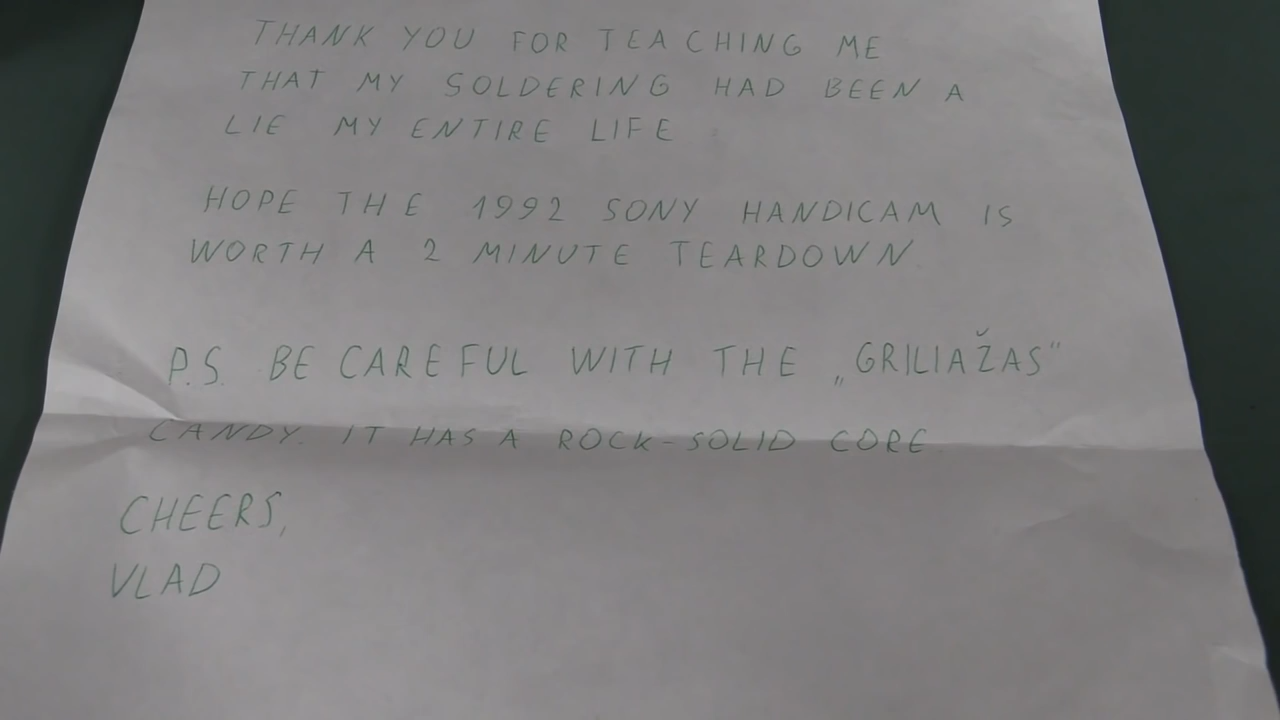 THANK YOU FOR TEACHING ME
THAT MY SOLDERING HAD BEEN A
LIE MY ENTIRE LIFE
HOPE THE 1992 SONY HANDICAM IS
WORTH A 2 MINUTE TEARDOWN
P.S. BE CAREFUL WITH THE „GRILIAŽAS“
CANDY. IT HAS A ROCK-SOLID CORE
CHEERS,
VLAD